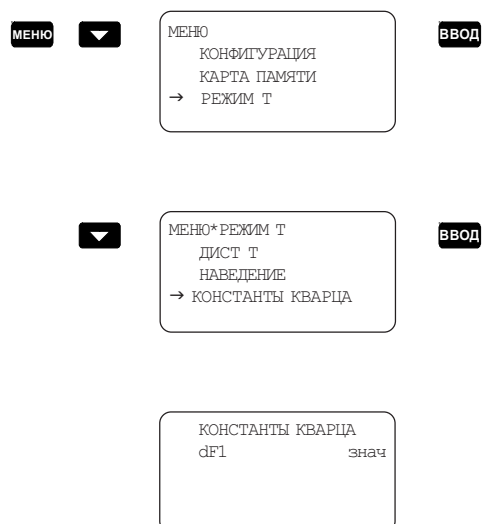 МЕНЮ
МЕНЮ
КОНФИГУРАЦИЯ
КАРТА ПАМЯТИ
→ РЕЖИМ Т
ВВОД
МЕНЮ*РЕЖИМ Т
ДИСТ Т
НАВЕДЕНИЕ
→ КОНСТАНТЫ КВАРЦА
ВВОД
КОНСТАНТЫ КВАРЦА
dF1 знач